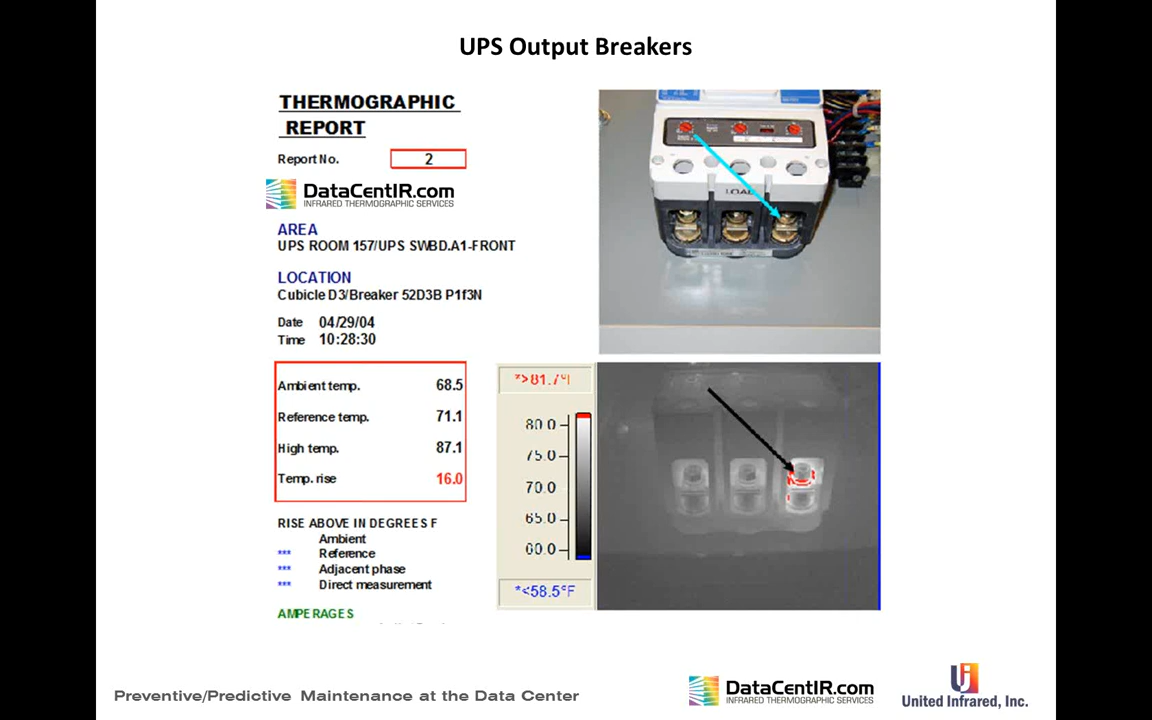 UPS Output Breakers
THERMOGRAPHIC
REPORT
Report No. 2
DataCentIR.com
INFRARED THERMOGRAPHIC SERVICES
AREA
UPS ROOM 157/UPS SWBD.A1-FRONT
LOCATION
Cubicle D3/Breaker 52D3B P1f3N
Date 04/29/04
Time 10:28:30
Ambient temp. 68.5
Reference temp. 71.1
High temp. 87.1
Temp. rise 16.0
RISE ABOVE IN DEGREES F
Ambient
*** Reference
*** Adjacent phase
*** Direct measurement
AMPERAGES
LOAD
*>81.7°F
80.0
75.0
70.0
65.0
60.0
*<58.5°F
Preventive/Predictive Maintenance at the Data Center
DataCentIR.com
INFRARED THERMOGRAPHIC SERVICES
United Infrared, Inc.